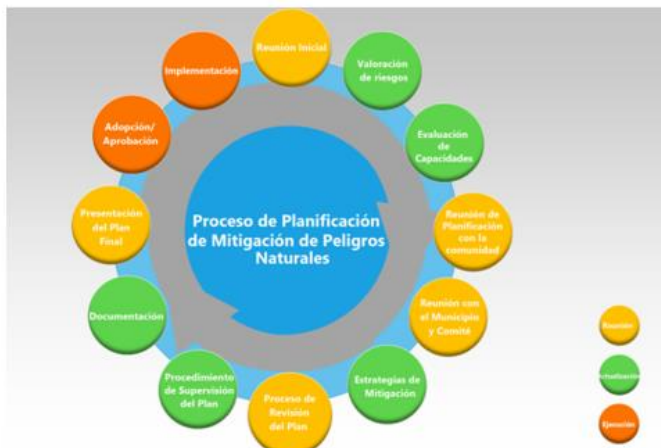 Reunión Inicial
Valoración
de riesgos
Evaluación
de
Capacidades
Reunión de
Planificación
con la
comunidad
Reunión con
el Municipio
y Comité
Estrategias de
Mitigación
Proceso de
Revisión del
Plan
Procedimiento
de Supervisión
del Plan
Documentación
Presentación
del Plan
Final
Adopción/
Aprobación
Implementación
Proceso de Planificación
de Mitigación de Peligros
Naturales
Reunión
Actualización
Ejecución